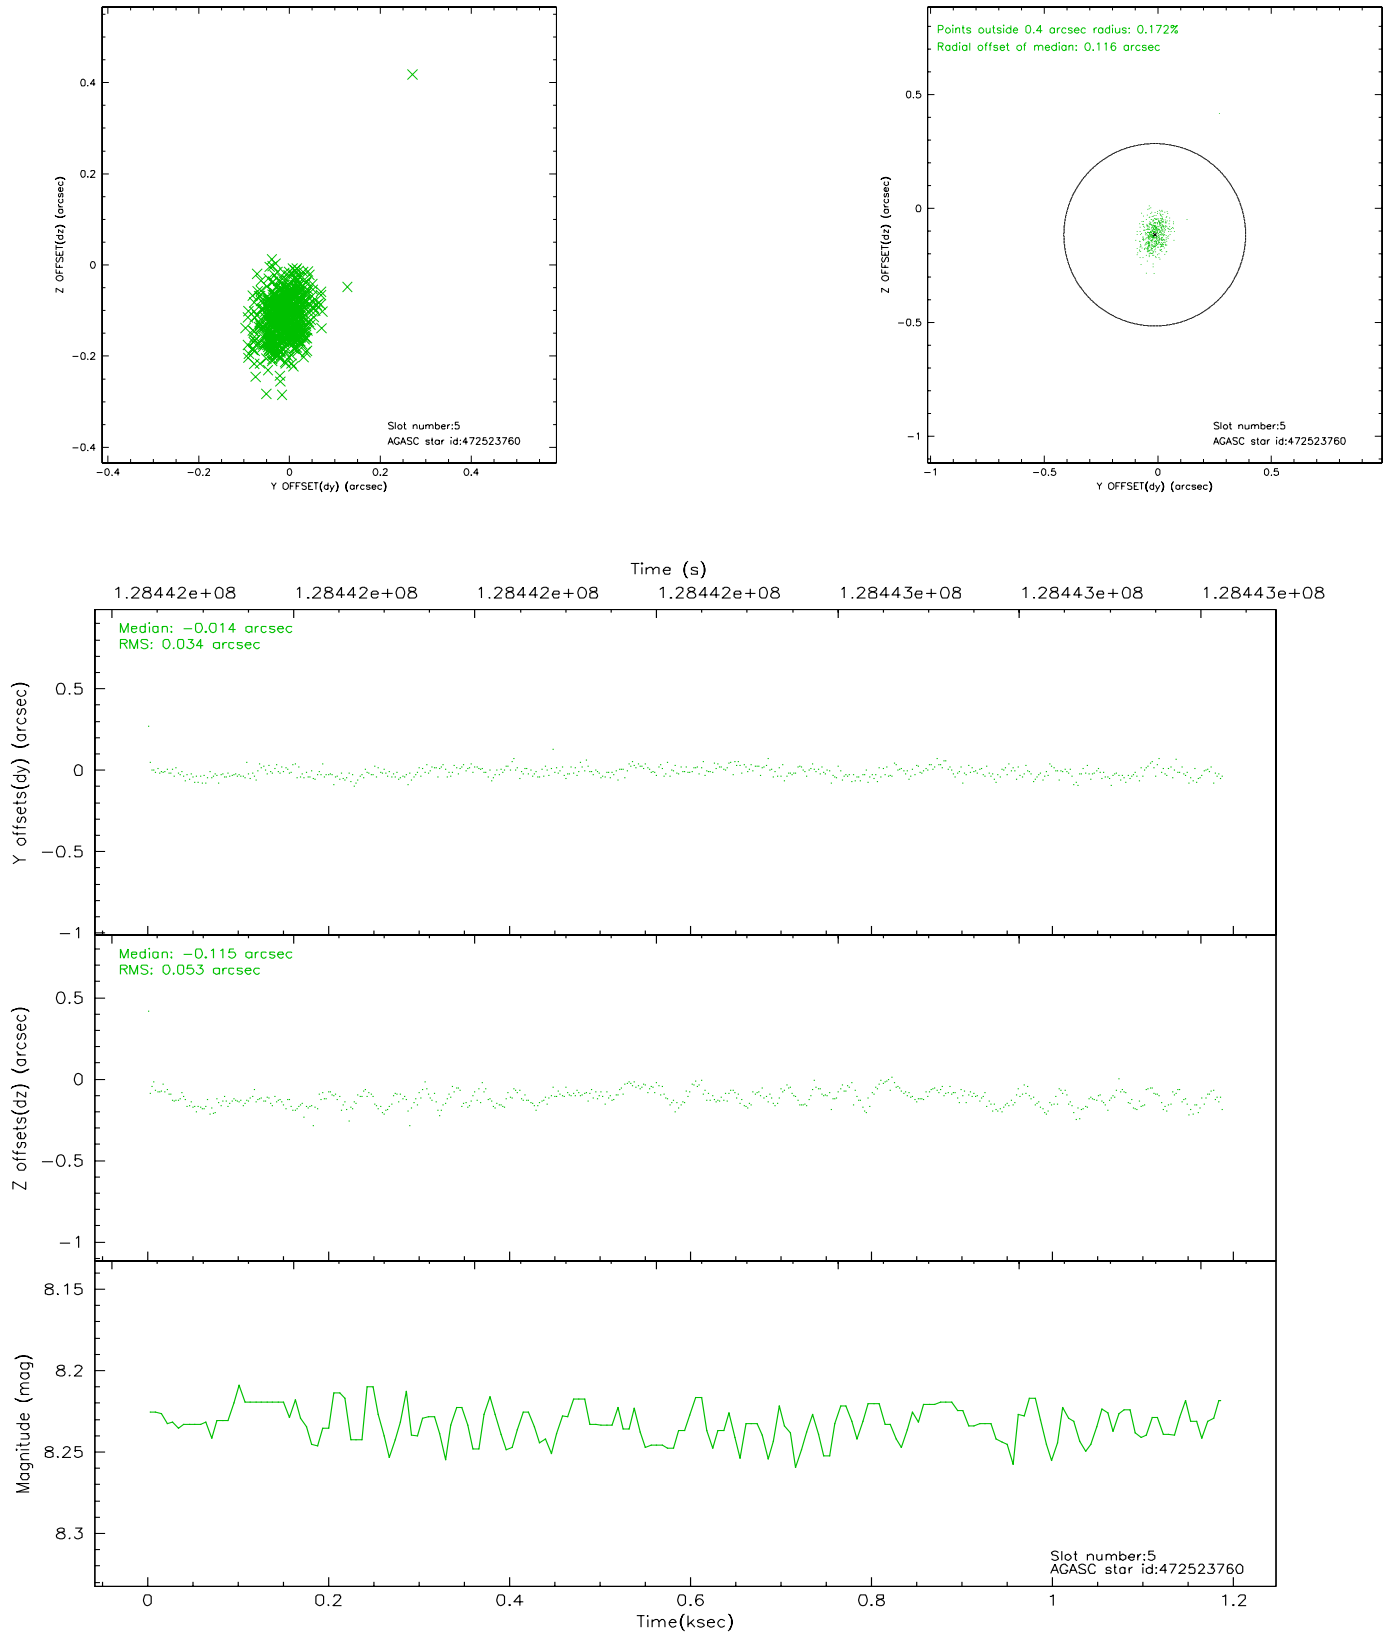 0.4
0.2
0
−0.2
−0.4
Z OFFSET(dz) (arcsec)
Slot number:5
AGASC star id:472523760
−0.4 −0.2 0 0.2 0.4
Y OFFSET(dy) (arcsec)
Points outside 0.4 arcsec radius: 0.172%
Radial offset of median: 0.116 arcsec
0.5
0
−0.5
−1
Z OFFSET(dz) (arcsec)
Slot number:5
AGASC star id:472523760
−1 −0.5 0 0.5
Y OFFSET(dy) (arcsec)
Time (s)
1.28442e+08 1.28442e+08 1.28442e+08 1.28442e+08 1.28443e+08 1.28443e+08 1.28443e+08
Median: −0.014 arcsec
RMS: 0.034 arcsec
0.5
0
−0.5
−1
Y offsets(dy) (arcsec)
Median: −0.115 arcsec
RMS: 0.053 arcsec
0.5
0
−0.5
−1
Z offsets(dz) (arcsec)
8.15
8.2
8.25
8.3
Magnitude (mag)
Slot number:5
AGASC star id:472523760
0 0.2 0.4 0.6 0.8 1 1.2
Time(ksec)